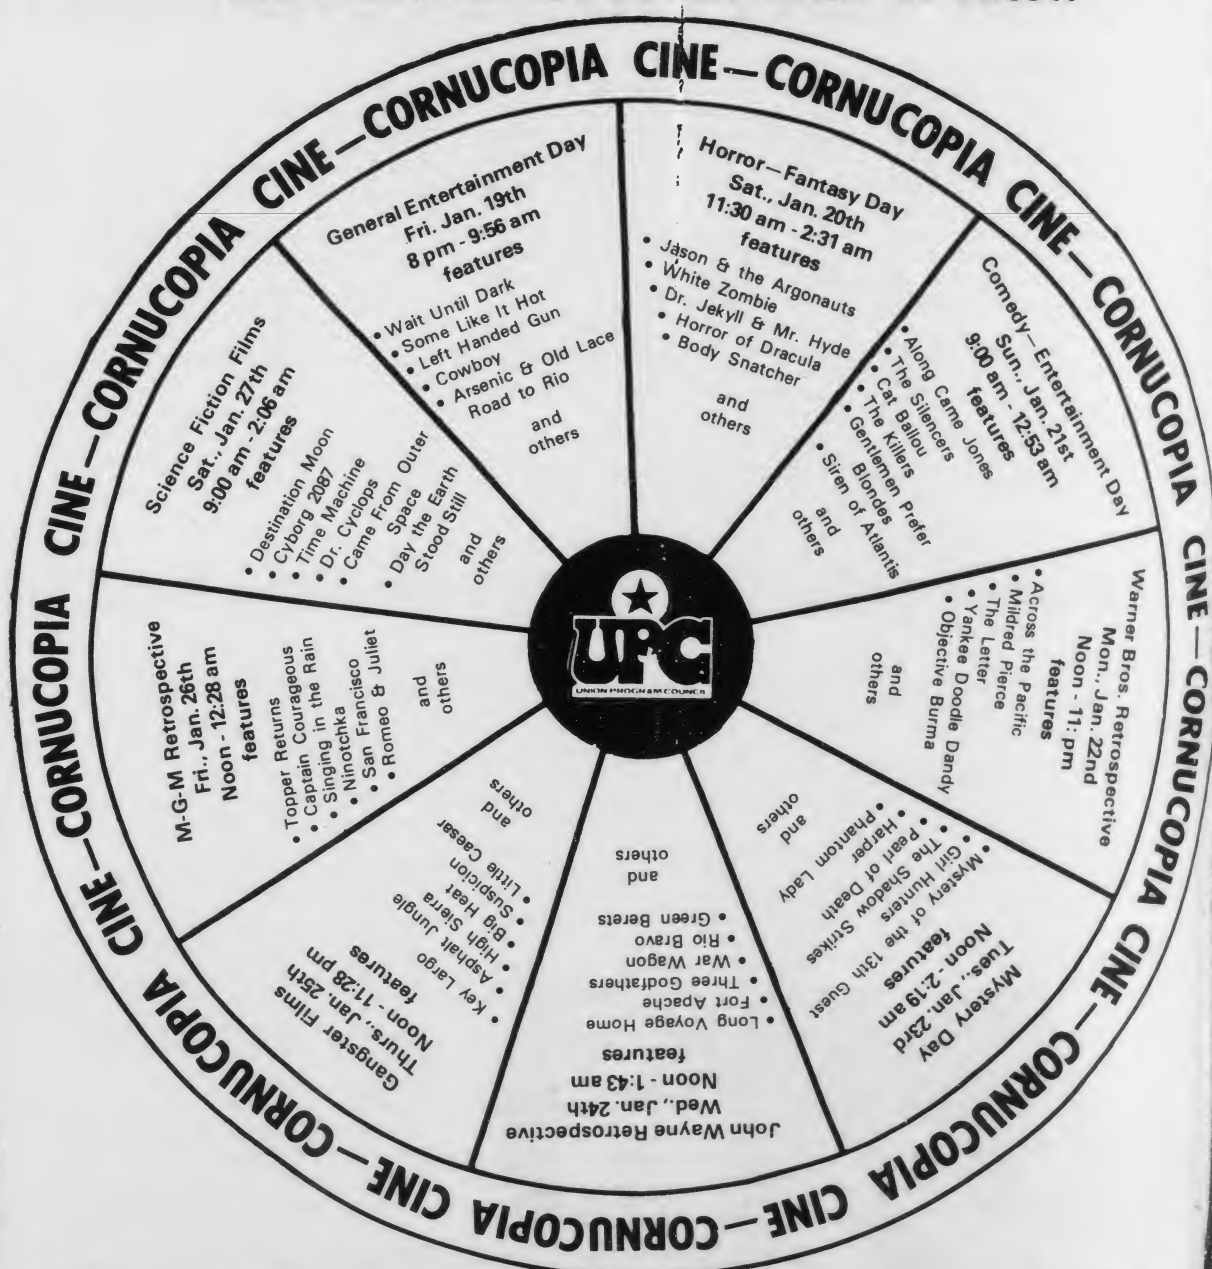 CINE—CORNUCOPIA CINE—CORNUCOPIA CINE—CORNUCOPIA CINE—CORNUCOPIA CINE—CORNUCOPIA CINE—CORNUCOPIA CINE—CORNUCOPIA CINE—CORNUCOPIA CINE—CORNUCOPIA
General Entertainment Day
Fri. Jan. 19th
8 pm - 9:56 am
features
• Wait Until Dark
• Some Like It Hot
• Left Handed Gun
• Cowboy
• Arsenic & Old Lace
Road to Rio
and
others
Horror—Fantasy Day
Sat., Jan. 20th
11:30 am - 2:31 am
features
• Jason & the Argonauts
• White Zombie
• Dr. Jekyll & Mr. Hyde
• Horror of Dracula
• Body Snatcher
and
others
Comedy—Entertainment Day
Sun., Jan. 21st
9:00 am - 12:53 am
features
• Along Came Jones
• The Silencers
• Cat Ballou
• The Killers
• Gentlemen Prefer
Blondes
• Siren of Atlantis
and
others
Warner Bros. Retrospective
Mon., Jan. 22nd
Noon - 11: pm
features
• Across the Pacific
• Mildred Pierce
• The Letter
• Yankee Doodle Dandy
• Objective Burma
and
others
Mystery Day
Tues., Jan. 23rd
Noon - 2:19 am
features
• Mystery of the 13th Guest
• Girl Hunters
• The Shadow Strikes
• Pearl of Death
• Harper
• Phantom Lady
and
others
John Wayne Retrospective
Wed., Jan. 24th
Noon - 1:43 am
features
• Long Voyage Home
• Fort Apache
• Three Godfathers
• War Wagon
• Rio Bravo
• Green Berets
and
others
Gangster Films
Thurs., Jan. 25th
Noon - 11:28 pm
features
• Key Largo
• Asphalt Jungle
• High Sierra
• Big Heat
• Suspicion
• Little Caesar
and
others
M-G-M Retrospective
Fri., Jan. 26th
Noon - 12:28 am
features
• Topper Returns
• Captain Courageous
• Singing in the Rain
• Ninotchka
• San Francisco
• Romeo & Juliet
and
others
Science Fiction Films
Sat., Jan. 27th
9:00 am - 2:06 am
features
• Destination Moon
• Cyborg 2087
• Time Machine
• Dr. Cyclops
• Came From Outer
Space
• Day the Earth
Stood Still
and
others
UPC
UNION PROGRAM COUNCIL